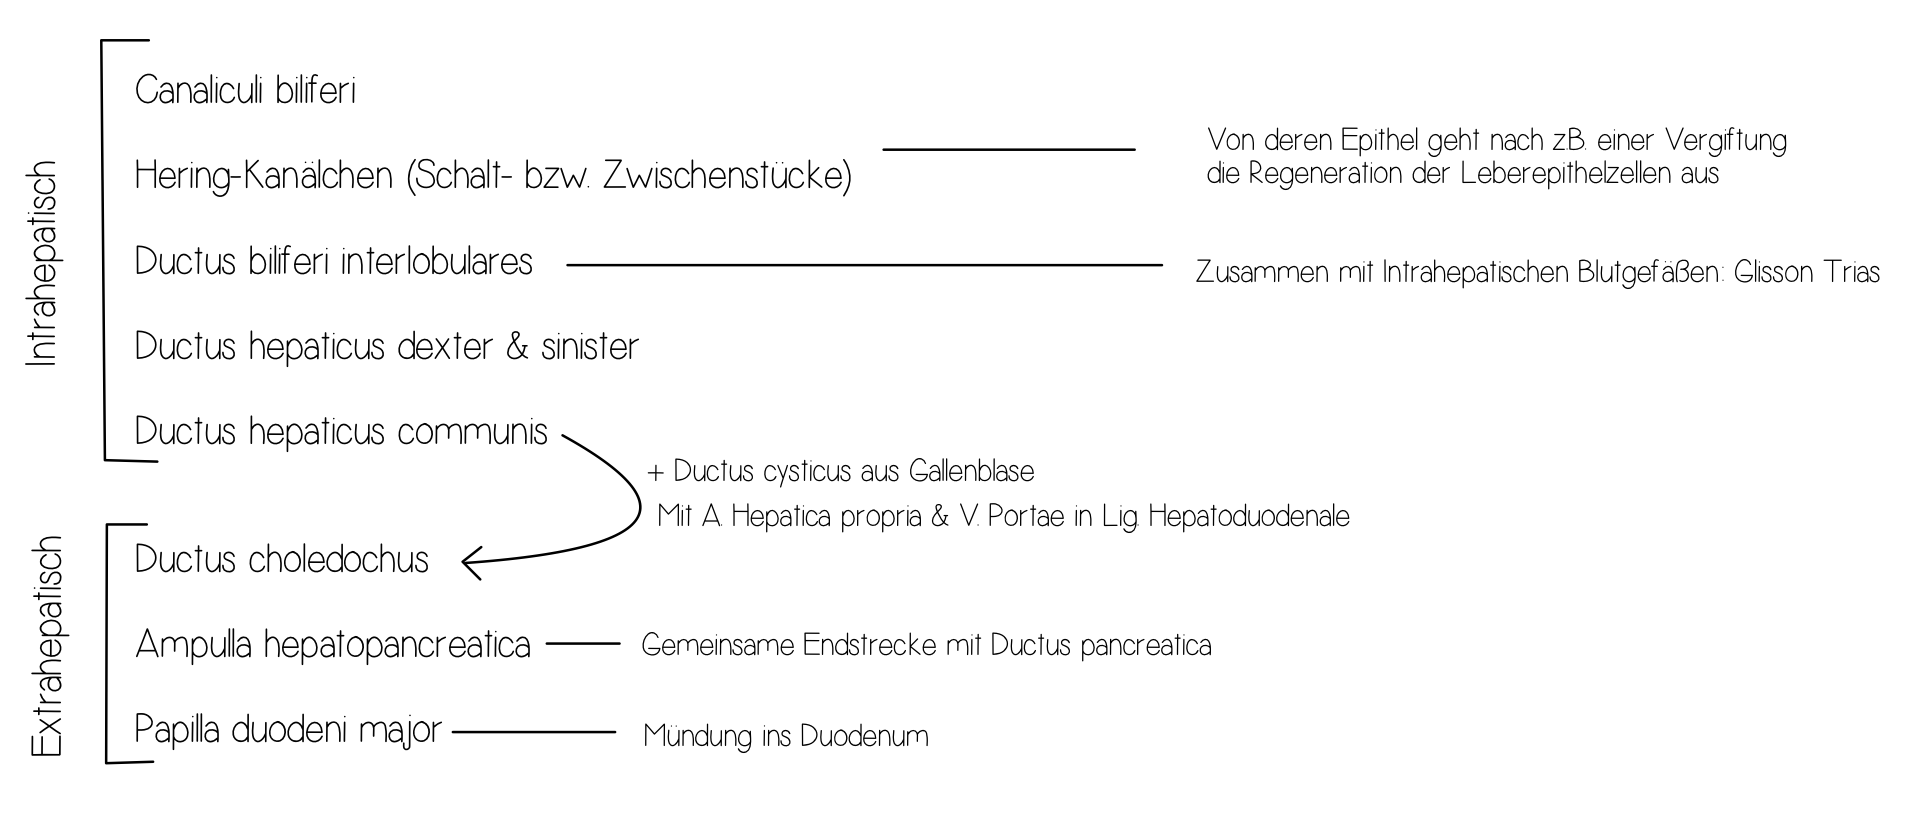 Intrahepatisch
Canaliculi biliferi
Hering-Kanälchen (Schalt- bzw. Zwischenstücke)
Von deren Epithel geht nach z.B. einer Vergiftung
die Regeneration der Leberepithelzellen aus
Ductus biliferi interlobulares
Zusammen mit Intrahepatischen Blutgefäßen: Glisson Trias
Ductus hepaticus dexter & sinister
Ductus hepaticus communis
+ Ductus cysticus aus Gallenblase
Mit A. Hepatica propria & V. Portae in Lig. Hepatoduodenale
Extrahepatisch
Ductus choledochus
Ampulla hepatopancreatica
Gemeinsame Endstrecke mit Ductus pancreatica
Papilla duodeni major
Mündung ins Duodenum